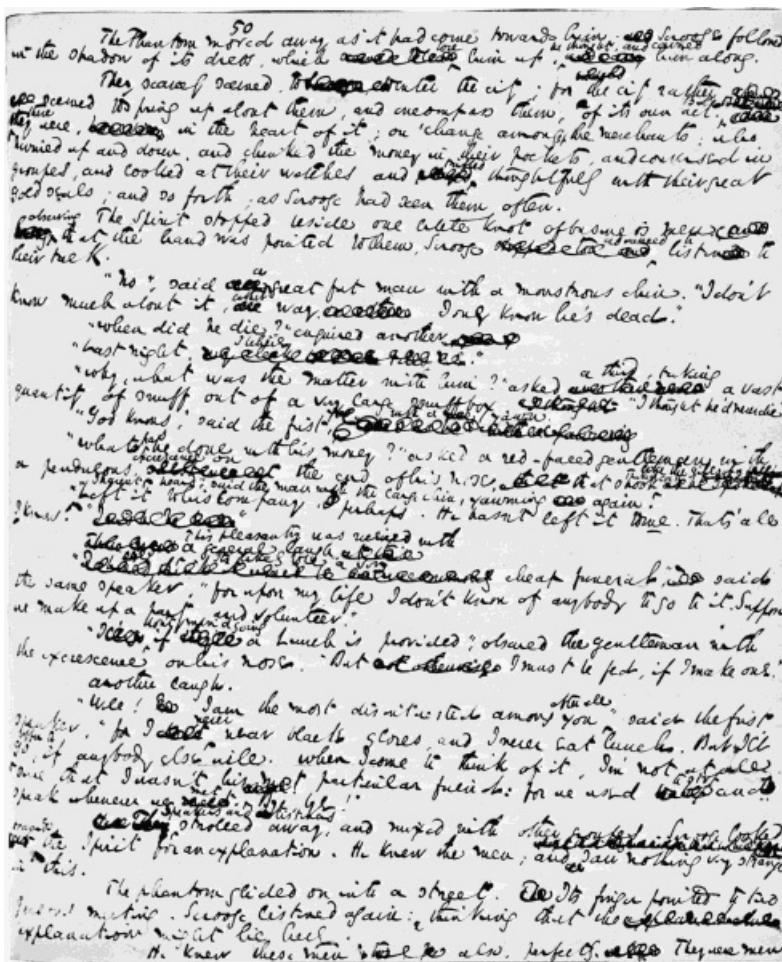 50
The Phantom moved away as it had come towards him. Scrooge followed
in the shadow of its dress, which bore him up, he thought, and carried him along.
They scarcely seemed to enter the city; for the city rather
seemed to spring up about them, and encompass them, of its own act. But there
they were, in the heart of it; on 'Change, among the merchants; who
hurried up and down, and chinked the money in their pockets, and conversed in
groupes, and looked at their watches and trifled thoughtfully with their great
gold seals; and so forth, as Scrooge had seen them often.
The Spirit stopped beside one little knot of business men.
observing that the hand was pointed to them, Scrooge advanced to listen to
their talk.
"No", said a great fat man with a monstrous chin. "I don't
know much about it, either way. I only know he's dead."
"When did he die?" enquired another
"Last night, I believe."
"Why, what was the matter with him?" asked a third, taking a vast
quantity of snuff out of a very large snuffbox. "I thought he'd never die
"God knows," said the first, with a yawn.
"What has he done with his money?" asked a red-faced gentleman with
a pendulous excrescence on the end of his nose, that shook like the gills of a
"I haven't heard," said the man with the large chin, yawning again.
"Left it to his Company, perhaps. He hasn't left it to me. That's all
I know."
This pleasantry was received with
a general laugh
"It's likely to be a very cheap funeral," said
the same speaker, "for upon my life I don't know of anybody to go to it. Suppose
we make up a party and volunteer."
"I don't mind going if a lunch is provided", observed the gentleman with
the excrescence on his nose. "But I must be fed, if I make one."
another laugh.
"Well! I am the most disinterested among you after all" said the first
speaker, "for I never wear black gloves, and I never eat lunch. But I'll
offer to go, if anybody else will. When I come to think of it, I'm not at all
sure that I wasn't his most particular friend: for we used to stop and
speak whenever we met. Bye bye!"
Speakers and listeners strolled away, and mixed with other groups. Scrooge looked
towards the Spirit for an explanation. He knew the men, and saw nothing very strange
in this.
The phantom glided on into a street. Its finger pointed to two
persons meeting. Scrooge listened again: thinking that the
explanation might lie here.
He knew these men also, perfectly. They were men